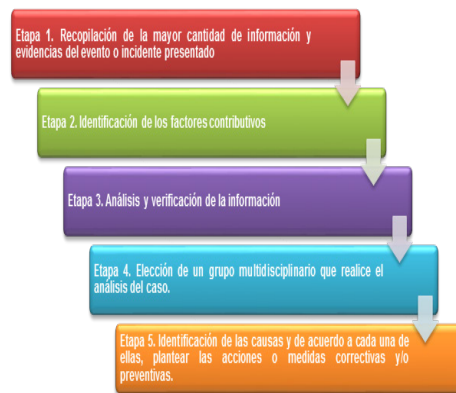 Etapa 1. Recopilación de la mayor cantidad de información y
evidencias del evento o incidente presentado
Etapa 2. Identificación de los factores contributivos
Etapa 3. Análisis y verificación de la información
Etapa 4. Elección de un grupo multidisciplinario que realice el
análisis del caso.
Etapa 5. Identificación de las causas y de acuerdo a cada una de
ellas, plantear las acciones o medidas correctivas y/o
preventivas.